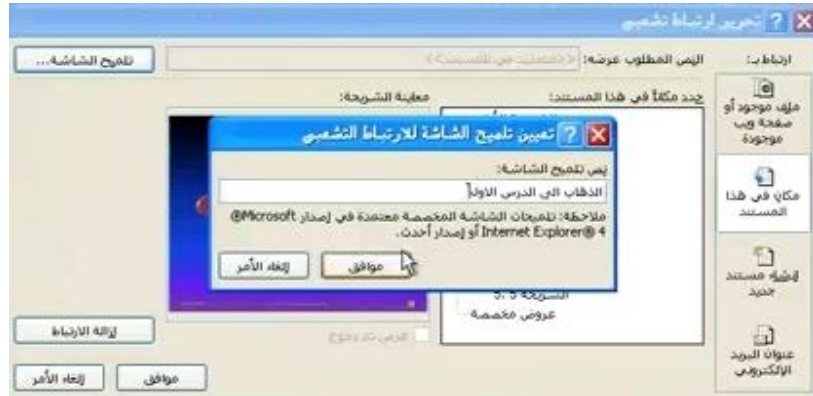 تحرير ارتباط تشعبي
ارتباط بـ:
النص المطلوب عرضه:
تلميح الشاشة...
ملف موجود أو صفحة ويب موجودة
مكان في هذا المستند
إنشاء مستند جديد
عنوان البريد الإلكتروني
حدد مكاناً في هذا المستند:
معاينة الشريحة:
تعيين تلميح الشاشة للارتباط التشعبي
نص تلميح الشاشة:
الذهاب الى الدرس الاول
ملاحظة: تلميحات الشاشة المخصصة معتمدة في إصدار Microsoft®
Internet Explorer® 4 أو إصدار أحدث.
موافق
إلغاء الأمر
الشريحة 5 .5
عروض مخصصة
إزالة الارتباط
موافق
إلغاء الأمر